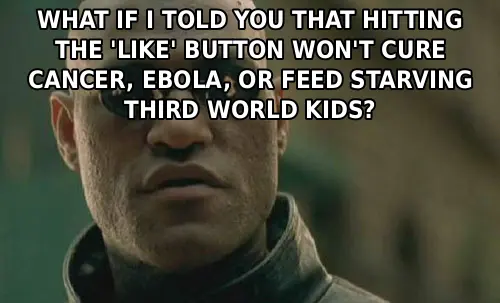 WHAT IF I TOLD YOU THAT HITTING
THE 'LIKE' BUTTON WON'T CURE
CANCER, EBOLA, OR FEED STARVING
THIRD WORLD KIDS?